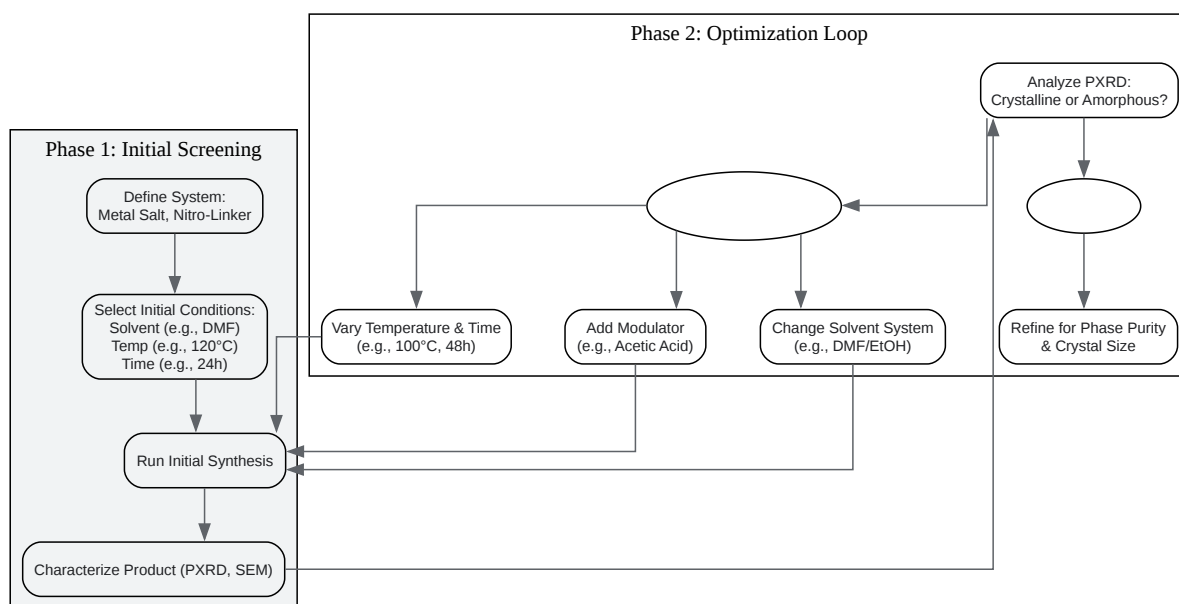 Phase 2: Optimization Loop
Analyze PXRD:
Crystalline or Amorphous?
Phase 1: Initial Screening
Define System:
Metal Salt, Nitro-Linker
Select Initial Conditions:
Solvent (e.g., DMF)
Temp (e.g., 120°C)
Time (e.g., 24h)
Vary Temperature & Time
(e.g., 100°C, 48h)
Add Modulator
(e.g., Acetic Acid)
Change Solvent System
(e.g., DMF/EtOH)
Refine for Phase Purity
& Crystal Size
Run Initial Synthesis
Characterize Product (PXRD, SEM)